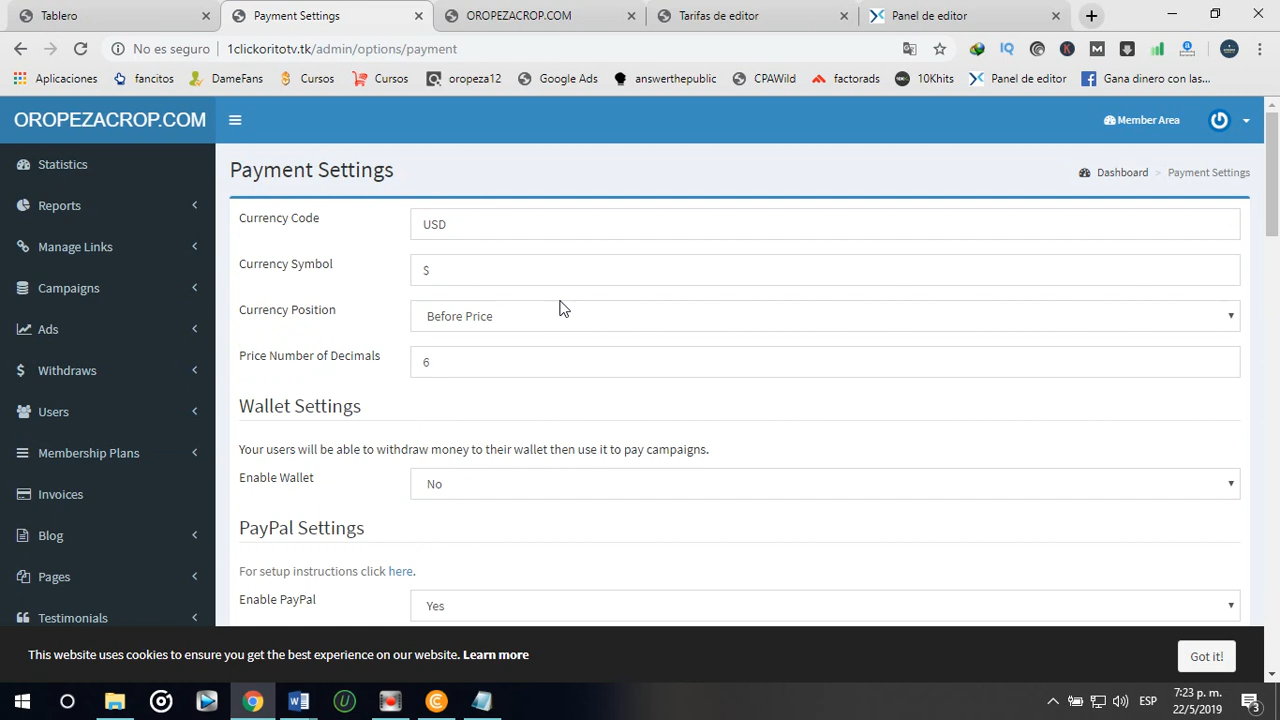 Tablero
Payment Settings
OROPEZACROP.COM
Tarifas de editor
Panel de editor
No es seguro
1clickoritotv.tk/admin/options/payment
Aplicaciones
fancitos
DameFans
Cursos
Cursos
oropeza12
Google Ads
answerthepublic
CPAWild
factorads
10Khits
Panel de editor
Gana dinero con las...
OROPEZACROP.COM
Member Area
Statistics
Reports
Manage Links
Campaigns
Ads
Withdraws
Users
Membership Plans
Invoices
Blog
Pages
Testimonials
Payment Settings
Dashboard > Payment Settings
Currency Code
USD
Currency Symbol
S
Currency Position
Before Price
Price Number of Decimals
6
Wallet Settings
Your users will be able to withdraw money to their wallet then use it to pay campaigns.
Enable Wallet
No
PayPal Settings
For setup instructions click here.
Enable PayPal
Yes
This website uses cookies to ensure you get the best experience on our website. Learn more
Got it!
ESP
7:23 p. m.
22/5/2019
3